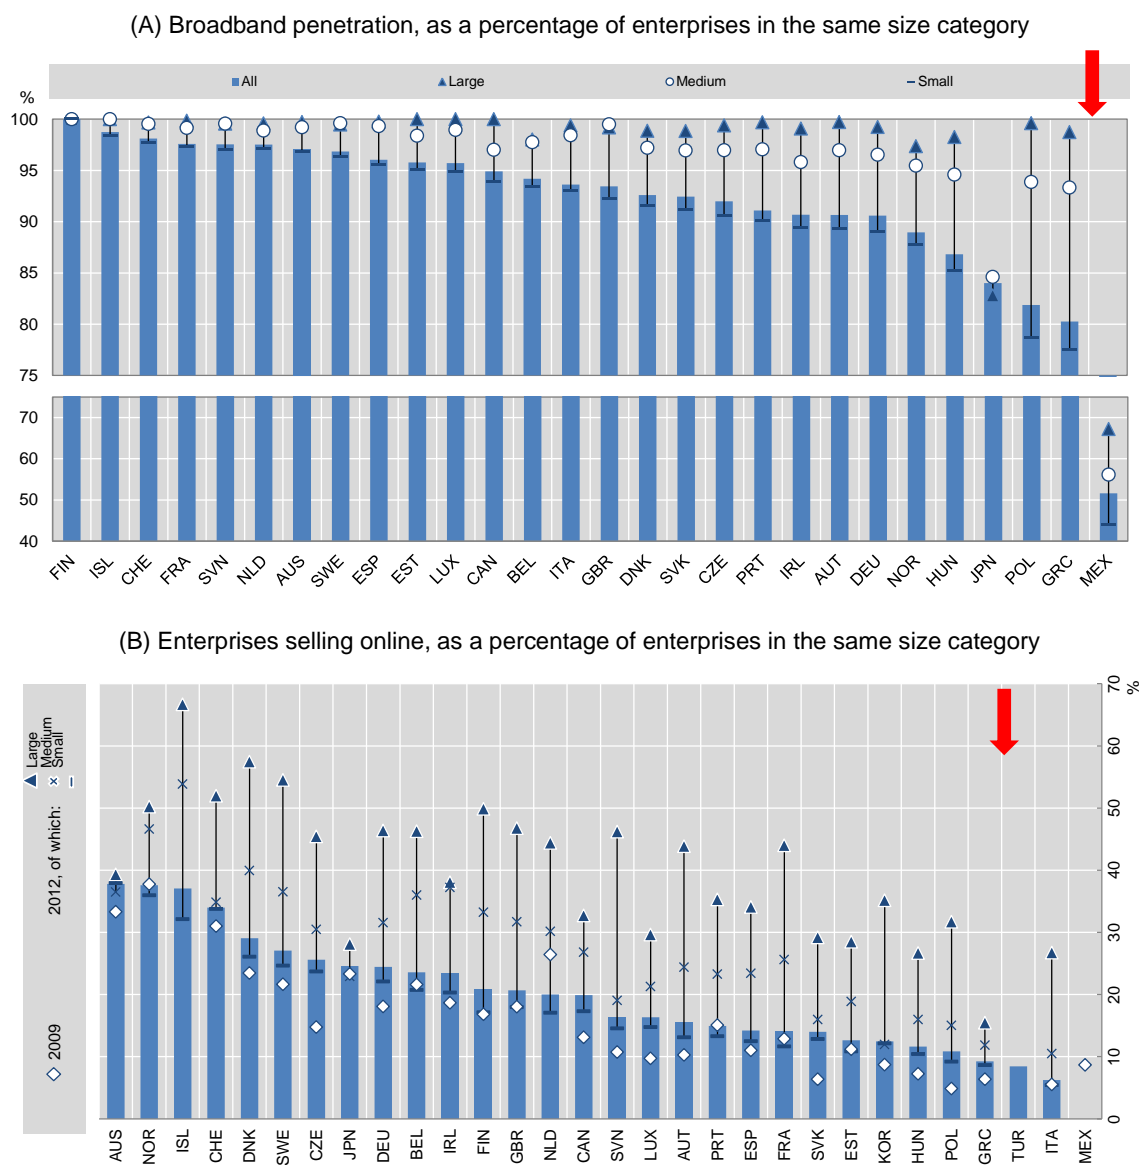 (A) Broadband penetration, as a percentage of enterprises in the same size category
All Large Medium Small
%
100
95
90
85
80
75
70
60
50
40
FIN ISL CHE FRA SVN NLD AUS SWE ESP EST LUX CAN BEL ITA GBR DNK SVK CZE PRT IRL AUT DEU NOR HUN JPN POL GRC MEX
(B) Enterprises selling online, as a percentage of enterprises in the same size category
2009
2012, of which:
Large
Medium
Small
%
70
60
50
40
30
20
10
0
AUS NOR ISL CHE DNK SWE CZE JPN DEU BEL IRL FIN GBR NLD CAN SVN LUX AUT PRT ESP FRA SVK EST KOR HUN POL GRC TUR ITA MEX